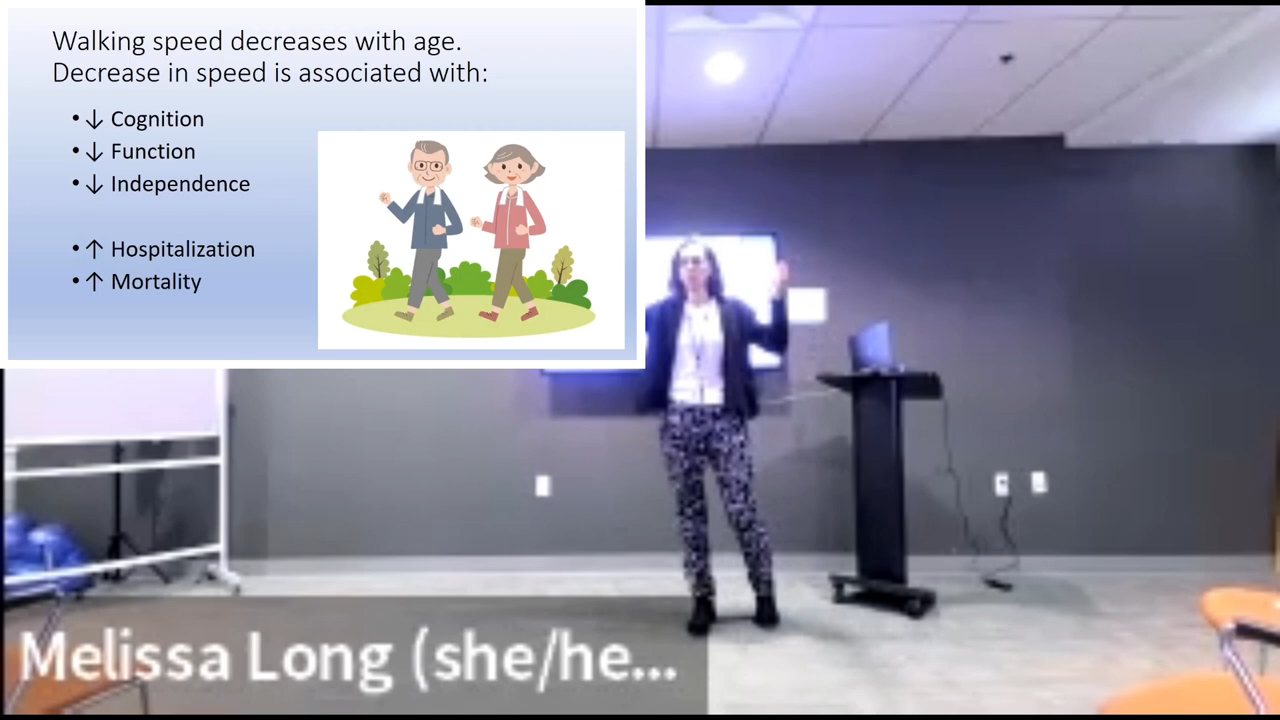 Walking speed decreases with age.
Decrease in speed is associated with:
• ↓ Cognition
• ↓ Function
• ↓ Independence
• ↑ Hospitalization
• ↑ Mortality
Melissa Long (she/he...